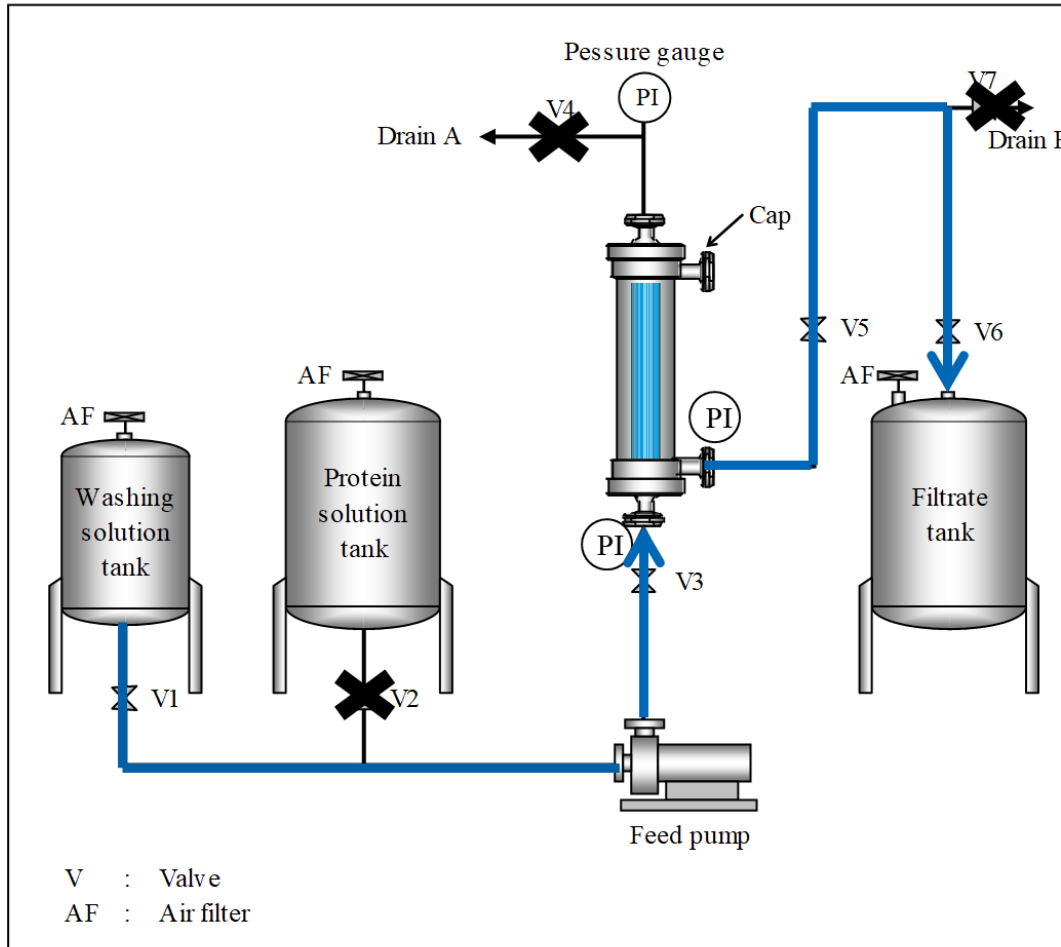 Pessure gauge
PI
V4
V7
Drain A
Drain B
Cap
V5
V6
AF
AF
AF
PI
Washing
solution
tank
Protein
solution
tank
Filtrate
tank
PI
V3
V1
V2
Feed pump
V : Valve
AF : Air filter